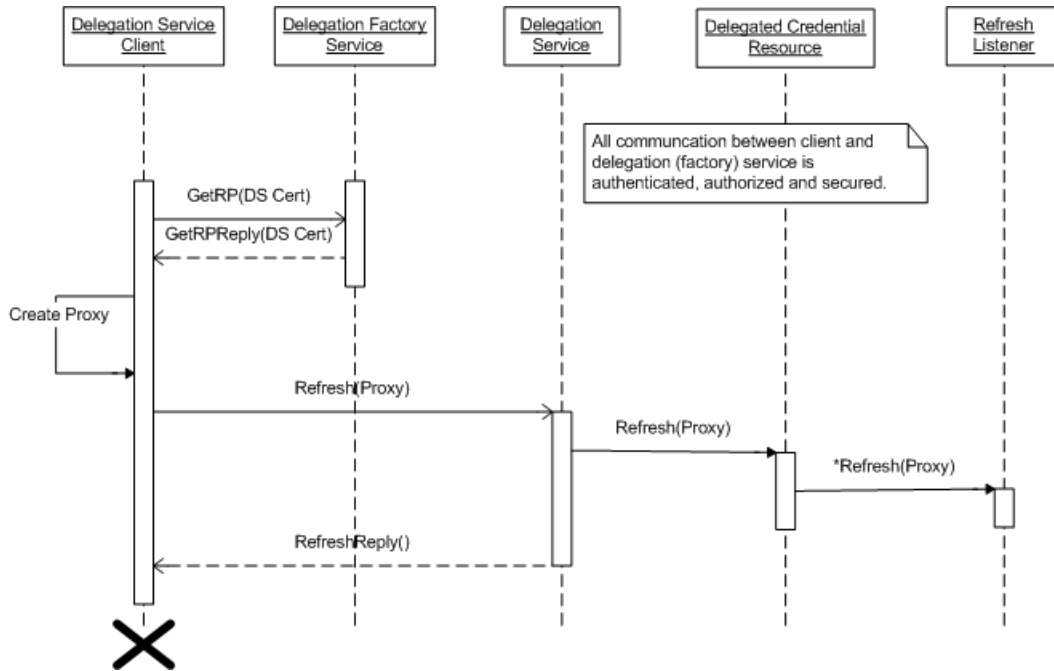 Delegation Service
Client
Delegation Factory
Service
Delegation
Service
Delegated Credential
Resource
Refresh
Listener
All communcation between client and
delegation (factory) service is
authenticated, authorized and secured.
GetRP(DS Cert)
GetRPReply(DS Cert)
Create Proxy
Refresh(Proxy)
Refresh(Proxy)
*Refresh(Proxy)
RefreshReply()